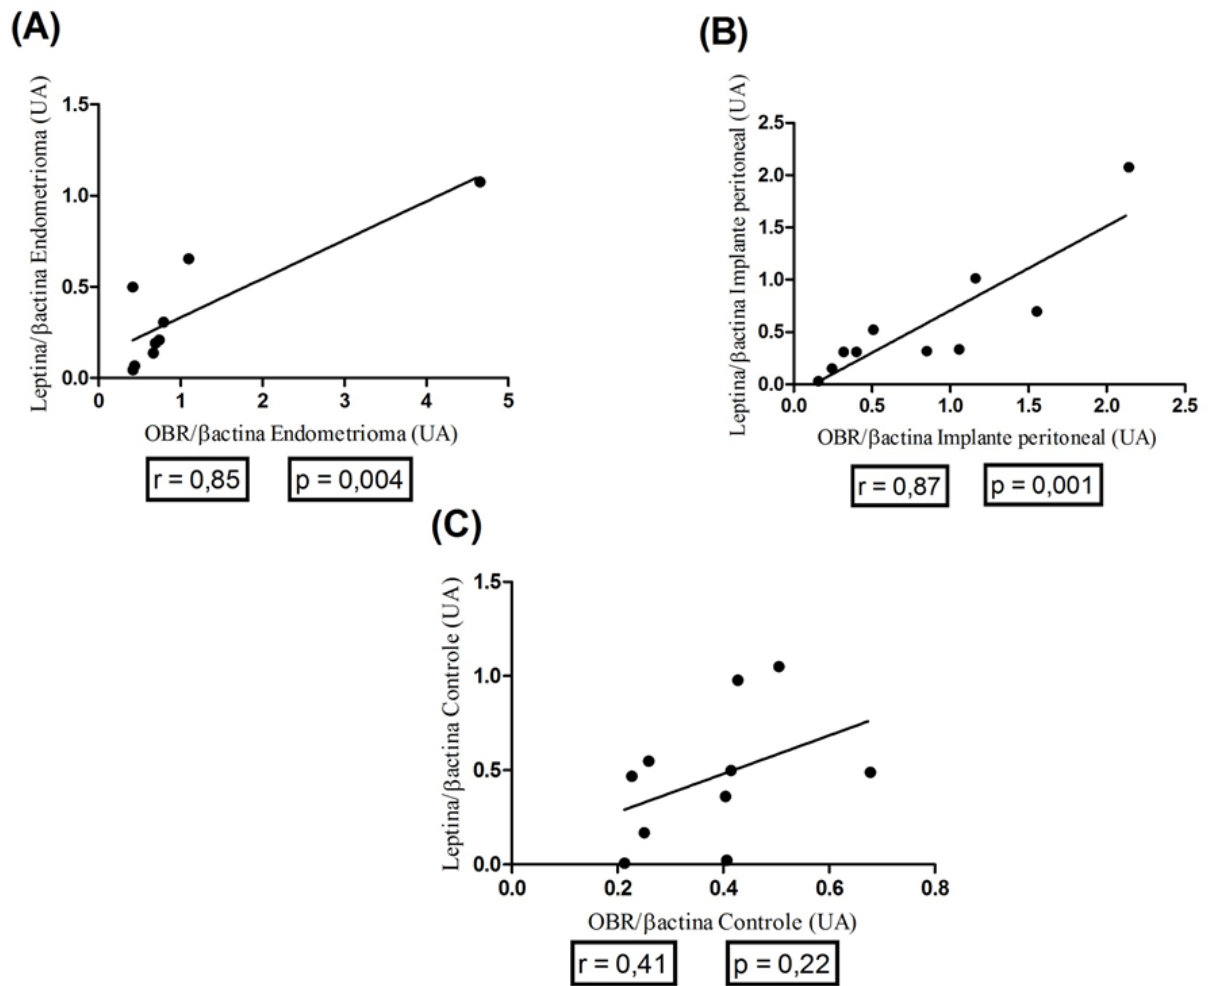 (A)
Leptina/βactina Endometrioma (UA)
1.5
1.0
0.5
0.0
0 1 2 3 4 5
OBR/βactina Endometrioma (UA)
r = 0,85 p = 0,004
(B)
Leptina/βactina Implante peritoneal (UA)
2.5
2.0
1.5
1.0
0.5
0.0
0.0 0.5 1.0 1.5 2.0 2.5
OBR/βactina Implante peritoneal (UA)
r = 0,87 p = 0,001
(C)
Leptina/βactina Controle (UA)
1.5
1.0
0.5
0.0
0.0 0.2 0.4 0.6 0.8
OBR/βactina Controle (UA)
r = 0,41 p = 0,22